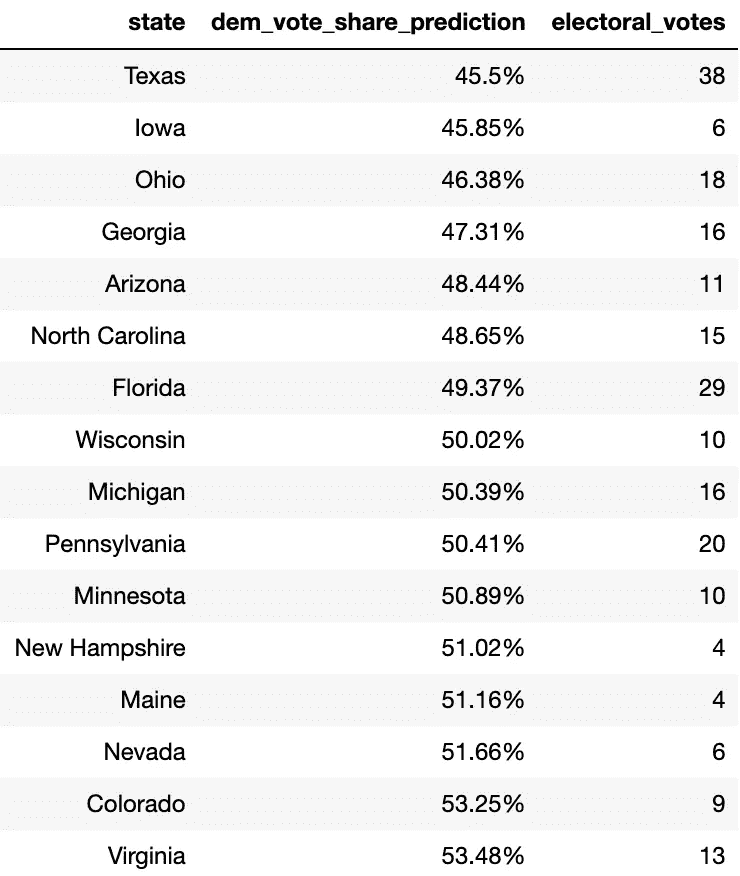 state dem_vote_share_prediction electoral_votes
Texas 45.5% 38
Iowa 45.85% 6
Ohio 46.38% 18
Georgia 47.31% 16
Arizona 48.44% 11
North Carolina 48.65% 15
Florida 49.37% 29
Wisconsin 50.02% 10
Michigan 50.39% 16
Pennsylvania 50.41% 20
Minnesota 50.89% 10
New Hampshire 51.02% 4
Maine 51.16% 4
Nevada 51.66% 6
Colorado 53.25% 9
Virginia 53.48% 13